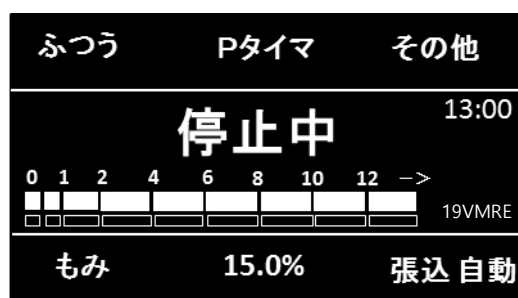 ふつう Pタイマ その他
13:00
停止中
0 1 2 4 6 8 10 12 ->
19VMRE
もみ 15.0% 張込 自動